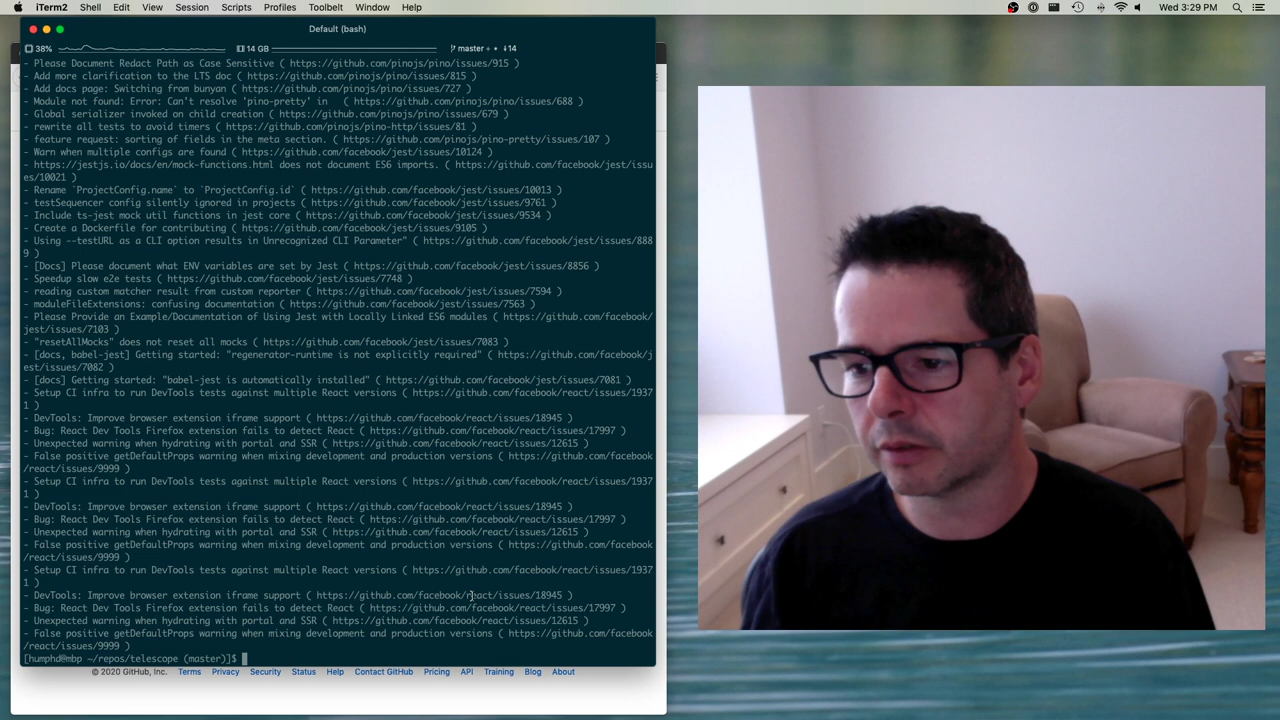 iTerm2 Shell Edit View Session Scripts Profiles Toolbelt Window Help Wed 3:29 PM
Default (bash)
38% 14 GB master 14
- Please Document Redact Path as Case Sensitive ( https://github.com/pinojs/pino/issues/915 )
- Add more clarification to the LTS doc ( https://github.com/pinojs/pino/issues/815 )
- Add docs page: Switching from bunyan ( https://github.com/pinojs/pino/issues/727 )
- Module not found: Error: Can't resolve 'pino-pretty' in   ( https://github.com/pinojs/pino/issues/688 )
- Global serializer invoked on child creation ( https://github.com/pinojs/pino/issues/679 )
- rewrite all tests to avoid timers ( https://github.com/pinojs/pino-http/issues/81 )
- feature request: sorting of fields in the meta section. ( https://github.com/pinojs/pino-pretty/issues/107 )
- Warn when multiple configs are found ( https://github.com/facebook/jest/issues/10124 )
- https://jestjs.io/docs/en/mock-functions.html does not document ES6 imports. ( https://github.com/facebook/jest/issu
es/10021 )
- Rename `ProjectConfig.name` to `ProjectConfig.id` ( https://github.com/facebook/jest/issues/10013 )
- testSequencer config silently ignored in projects ( https://github.com/facebook/jest/issues/9761 )
- Include ts-jest mock util functions in jest core ( https://github.com/facebook/jest/issues/9534 )
- Create a Dockerfile for contributing ( https://github.com/facebook/jest/issues/9105 )
- Using --testURL as a CLI option results in Unrecognized CLI Parameter" ( https://github.com/facebook/jest/issues/888
9 )
- [Docs] Please document what ENV variables are set by Jest ( https://github.com/facebook/jest/issues/8856 )
- Speedup slow e2e tests ( https://github.com/facebook/jest/issues/7748 )
- reading custom matcher result from custom reporter ( https://github.com/facebook/jest/issues/7594 )
- moduleFileExtensions: confusing documentation ( https://github.com/facebook/jest/issues/7563 )
- Please Provide an Example/Documentation of Using Jest with Locally Linked ES6 modules ( https://github.com/facebook/
jest/issues/7103 )
- "resetAllMocks" does not reset all mocks ( https://github.com/facebook/jest/issues/7083 )
- [docs, babel-jest] Getting started: "regenerator-runtime is not explicitly required" ( https://github.com/facebook/j
est/issues/7082 )
- [docs] Getting started: "babel-jest is automatically installed" ( https://github.com/facebook/jest/issues/7081 )
- Setup CI infra to run DevTools tests against multiple React versions ( https://github.com/facebook/react/issues/1937
1 )
- DevTools: Improve browser extension iframe support ( https://github.com/facebook/react/issues/18945 )
- Bug: React Dev Tools Firefox extension fails to detect React ( https://github.com/facebook/react/issues/17997 )
- Unexpected warning when hydrating with portal and SSR ( https://github.com/facebook/react/issues/12615 )
- False positive getDefaultProps warning when mixing development and production versions ( https://github.com/facebook
/react/issues/9999 )
- Setup CI infra to run DevTools tests against multiple React versions ( https://github.com/facebook/react/issues/1937
1 )
- DevTools: Improve browser extension iframe support ( https://github.com/facebook/react/issues/18945 )
- Bug: React Dev Tools Firefox extension fails to detect React ( https://github.com/facebook/react/issues/17997 )
- Unexpected warning when hydrating with portal and SSR ( https://github.com/facebook/react/issues/12615 )
- False positive getDefaultProps warning when mixing development and production versions ( https://github.com/facebook
/react/issues/9999 )
- Setup CI infra to run DevTools tests against multiple React versions ( https://github.com/facebook/react/issues/1937
1 )
- DevTools: Improve browser extension iframe support ( https://github.com/facebook/react/issues/18945 )
- Bug: React Dev Tools Firefox extension fails to detect React ( https://github.com/facebook/react/issues/17997 )
- Unexpected warning when hydrating with portal and SSR ( https://github.com/facebook/react/issues/12615 )
- False positive getDefaultProps warning when mixing development and production versions ( https://github.com/facebook
/react/issues/9999 )
[humphd@mbp ~/repos/telescope (master)]$
© 2020 GitHub, Inc. Terms Privacy Security Status Help Contact GitHub Pricing API Training Blog About